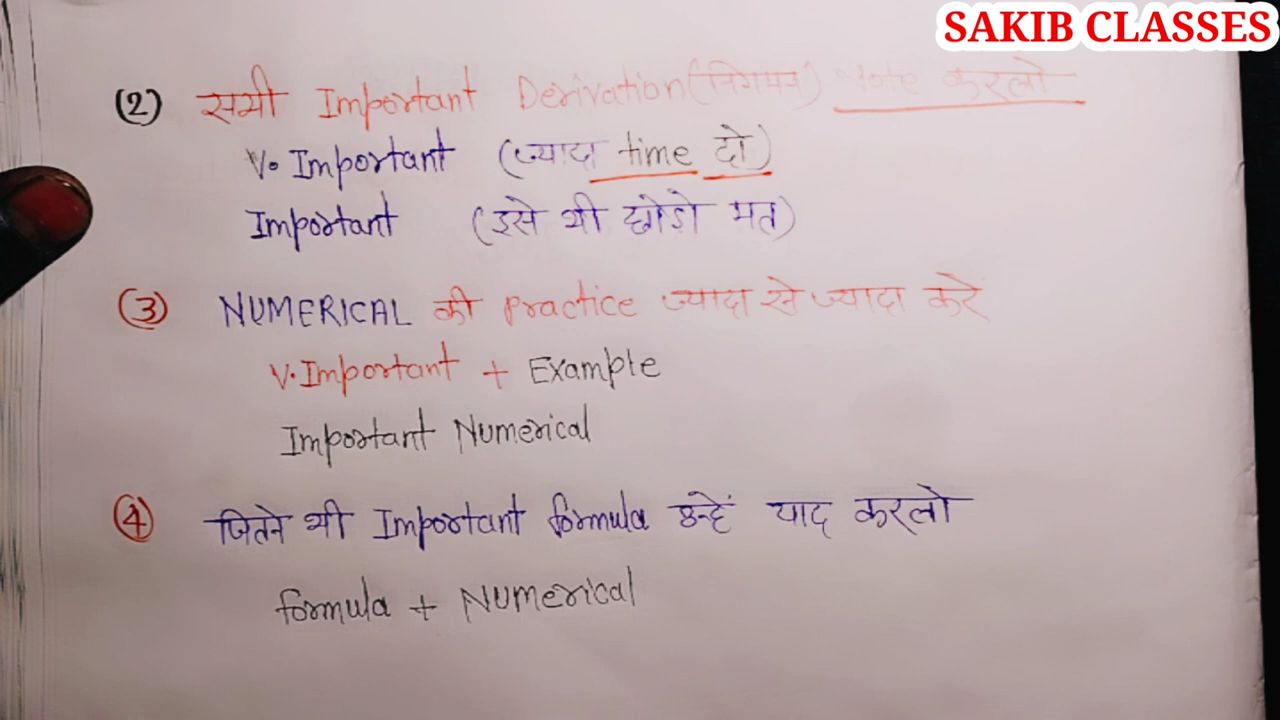 SAKIB CLASSES
(2) सभी Important Derivation (निगमन) Note करलो
V. Important (ज्यादा time दो)
Important (इसे भी छोडो मत)
(3) NUMERICAL की practice ज्यादा से ज्यादा करे
V. Important + Example
Important Numerical
(4) जितने भी Important formula उन्हें याद करलो
formula + Numerical